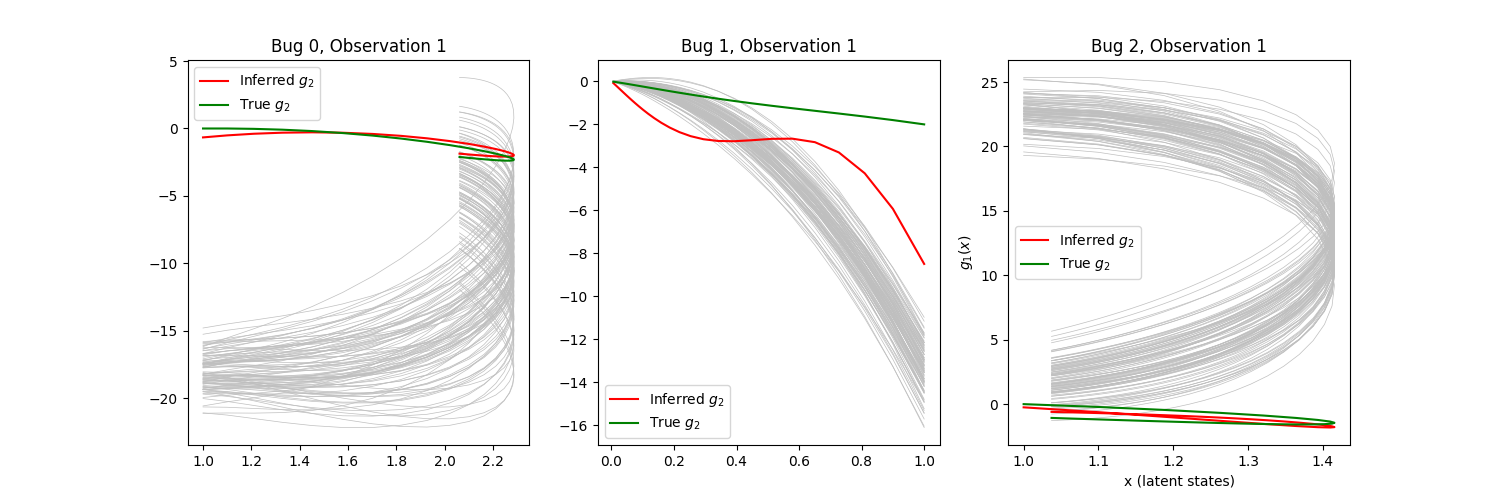 Bug 0, Observation 1
Inferred g₂
True g₂
5
0
−5
−10
−15
−20
1.0 1.2 1.4 1.6 1.8 2.0 2.2
Bug 1, Observation 1
0
−2
−4
−6
−8
−10
−12
−14
−16
Inferred g₂
True g₂
0.0 0.2 0.4 0.6 0.8 1.0
Bug 2, Observation 1
g₁(x)
25
20
15
10
5
0
Inferred g₂
True g₂
1.0 1.1 1.2 1.3 1.4
x (latent states)